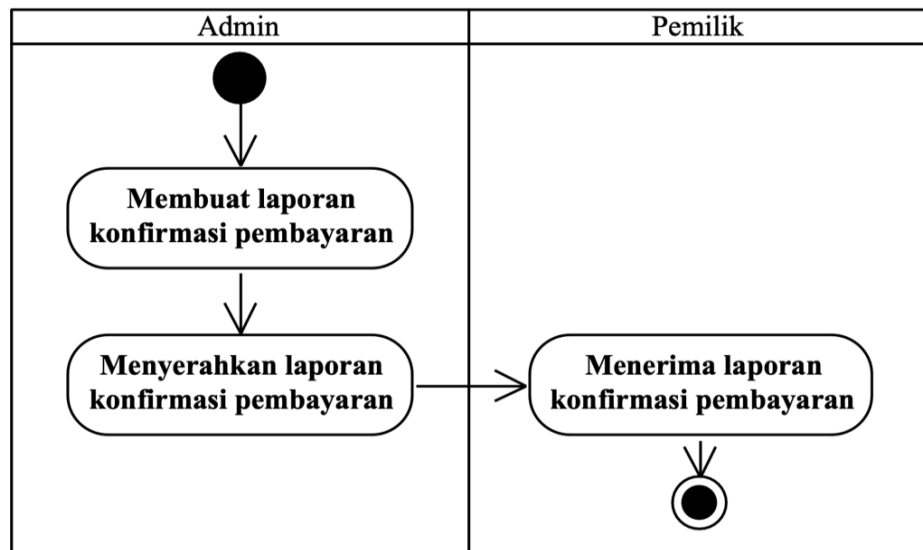 Admin
Pemilik
Membuat laporan
konfirmasi pembayaran
Menyerahkan laporan
konfirmasi pembayaran
Menerima laporan
konfirmasi pembayaran